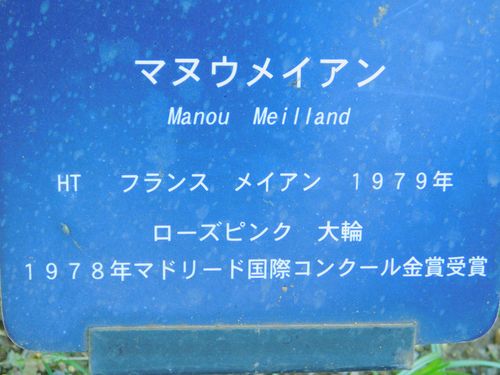 マヌウメイアン
Manou Meilland
HT フランス メイアン 1979年
ローズピンク 大輪
1978年マドリード国際コンクール金賞受賞